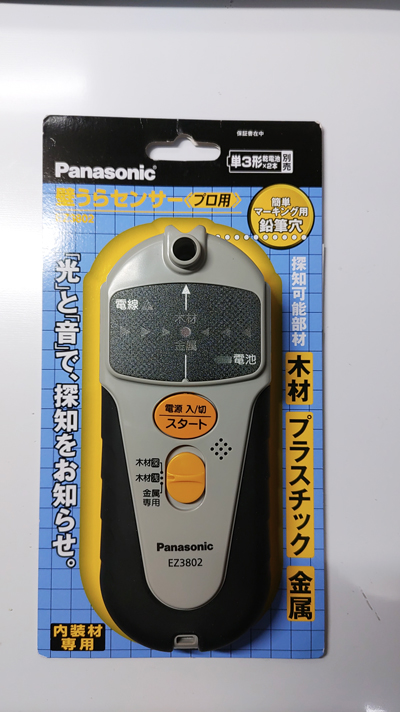 保証書在中
Panasonic
単3形 乾電池×2本 別売
壁うらセンサー プロ用
EZ3802
簡単
マーキング用
鉛筆穴
「光」と「音」で、探知をお知らせ。
探知可能部材
木材
プラスチック
金属
電線
木材
金属
電池
電源 入/切
スタート
木材 深
木材 浅
金属
専用
Panasonic
EZ3802
内装材
専用